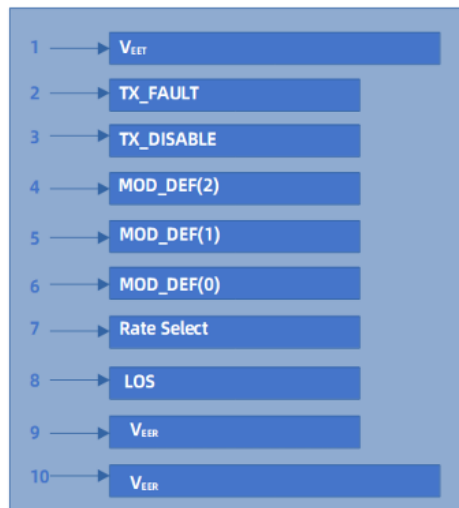 1 VEET
2 TX_FAULT
3 TX_DISABLE
4 MOD_DEF(2)
5 MOD_DEF(1)
6 MOD_DEF(0)
7 Rate Select
8 LOS
9 VEER
10 VEER